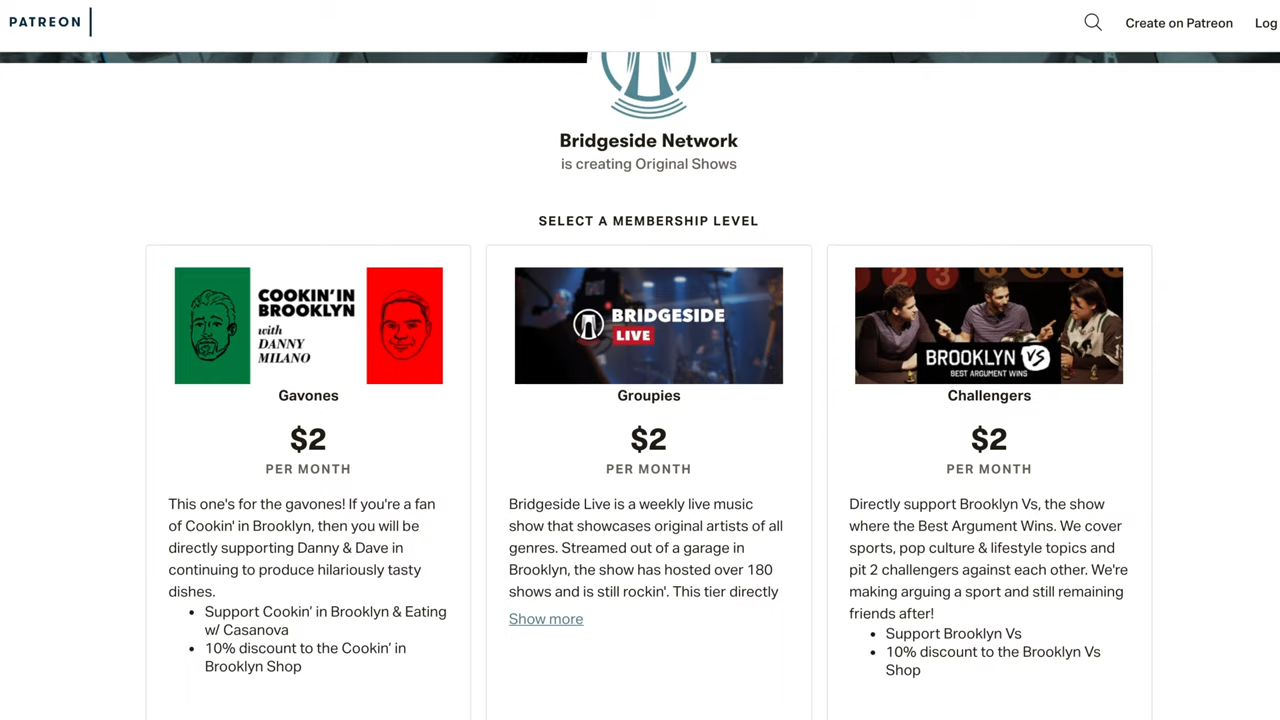 PATREON
Create on Patreon
Log
Bridgeside Network
is creating Original Shows
SELECT A MEMBERSHIP LEVEL
COOKIN' IN
BROOKLYN
with
DANNY
MILANO
Gavones
$2
PER MONTH
This one's for the gavones! If you're a fan
of Cookin' in Brooklyn, then you will be
directly supporting Danny & Dave in
continuing to produce hilariously tasty
dishes.
Support Cookin' in Brooklyn & Eating
w/ Casanova
10% discount to the Cookin' in
Brooklyn Shop
BRIDGESIDE
LIVE
Groupies
$2
PER MONTH
Bridgeside Live is a weekly live music
show that showcases original artists of all
genres. Streamed out of a garage in
Brooklyn, the show has hosted over 180
shows and is still rockin'. This tier directly
Show more
2 3
BROOKLYN VS
BEST ARGUMENT WINS
Challengers
$2
PER MONTH
Directly support Brooklyn Vs, the show
where the Best Argument Wins. We cover
sports, pop culture & lifestyle topics and
pit 2 challengers against each other. We're
making arguing a sport and still remaining
friends after!
Support Brooklyn Vs
10% discount to the Brooklyn Vs
Shop